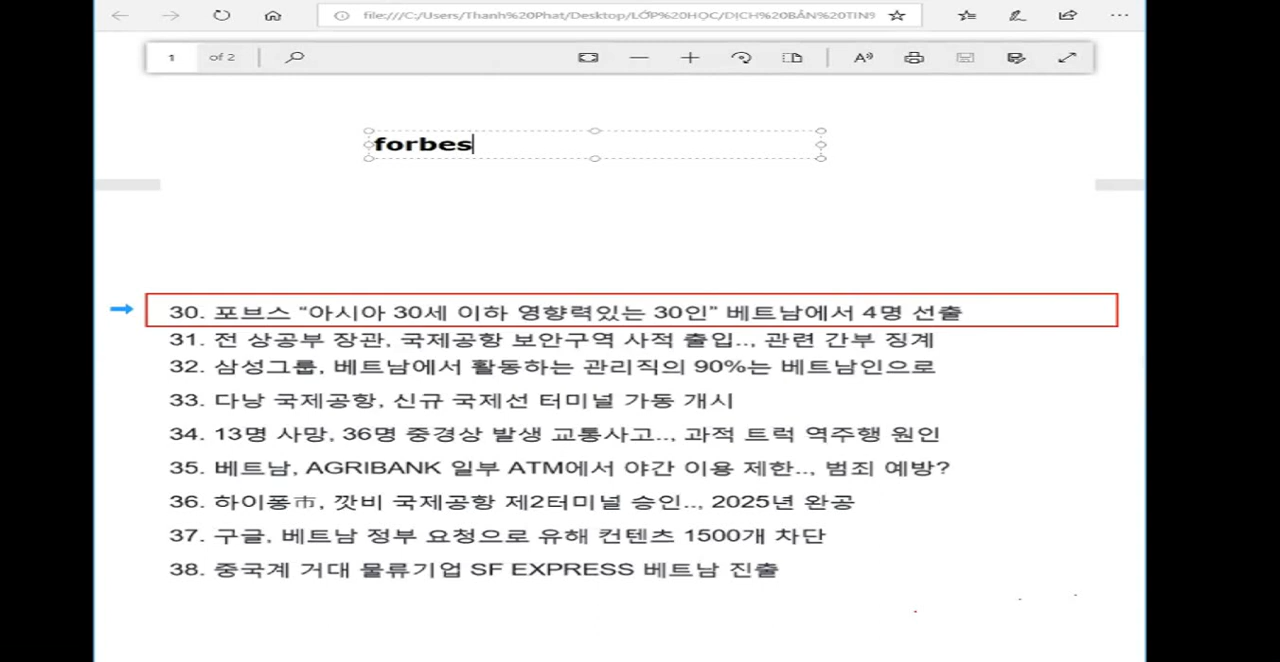 file:///C:/Users/Thanh%20Phat/Desktop/LỚP%20HỌC/DỊCH%20BẢN%20TIN%
1 of 2
forbes
30. 포브스 “아시아 30세 이하 영향력있는 30인” 베트남에서 4명 선출
31. 전 상공부 장관, 국제공항 보안구역 사적 출입.., 관련 간부 징계
32. 삼성그룹, 베트남에서 활동하는 관리직의 90%는 베트남인으로
33. 다낭 국제공항, 신규 국제선 터미널 가동 개시
34. 13명 사망, 36명 중경상 발생 교통사고.., 과적 트럭 역주행 원인
35. 베트남, AGRIBANK 일부 ATM에서 야간 이용 제한.., 범죄 예방?
36. 하이퐁市, 깟비 국제공항 제2터미널 승인.., 2025년 완공
37. 구글, 베트남 정부 요청으로 유해 컨텐츠 1500개 차단
38. 중국계 거대 물류기업 SF EXPRESS 베트남 진출